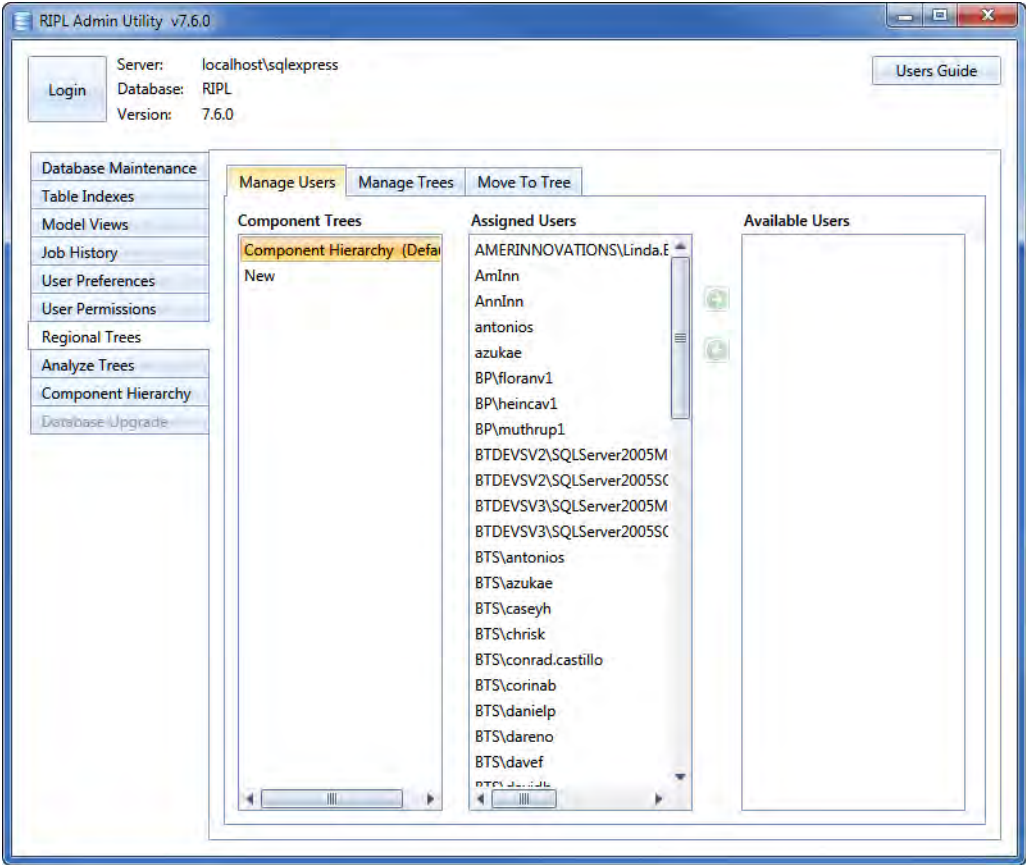 RIPL Admin Utility v7.6.0
Login
Server: localhost\sqlexpress
Database: RIPL
Version: 7.6.0
Users Guide
Database Maintenance
Table Indexes
Model Views
Job History
User Preferences
User Permissions
Regional Trees
Analyze Trees
Component Hierarchy
Database Upgrade
Manage Users
Manage Trees
Move To Tree
Component Trees
Component Hierarchy (Defau
New
Assigned Users
AMERINNOVATIONS\Linda.E
AmInn
AnnInn
antonios
azukae
BP\floranv1
BP\heincav1
BP\muthrup1
BTDEVSV2\SQLServer2005M
BTDEVSV2\SQLServer2005SC
BTDEVSV3\SQLServer2005M
BTDEVSV3\SQLServer2005SC
BTS\antonios
BTS\azukae
BTS\caseyh
BTS\chrisk
BTS\conrad.castillo
BTS\corinab
BTS\danielp
BTS\dareno
BTS\davef
Available Users